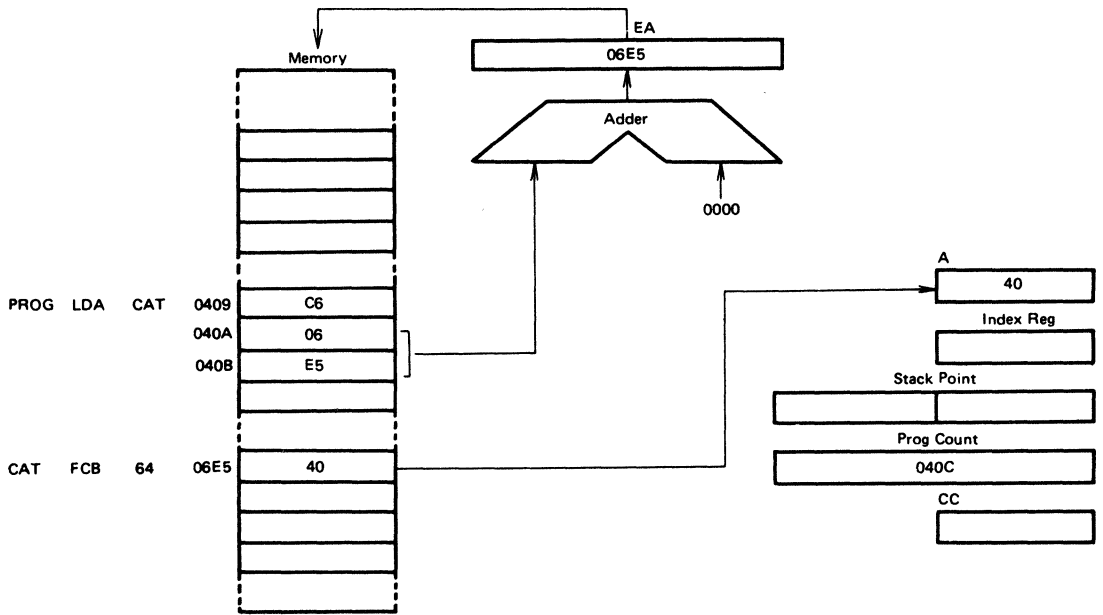 EA
06E5
Memory
Adder
0000
A
40
PROG LDA CAT 0409 C6
Index Reg
040A 06
040B E5
Stack Point
Prog Count
CAT FCB 64 06E5 40
040C
CC